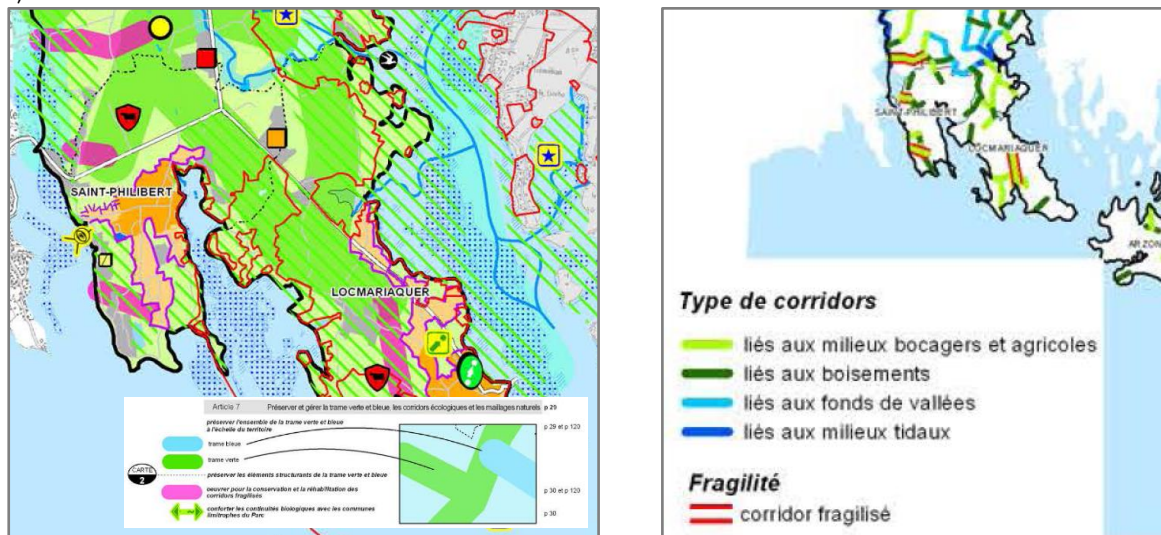 SAINT-PHILIBERT
LOCMARIAQUER
Article 7 Préserver et gérer la trame verte et bleue, les corridors écologiques et les maillages naturels p 29
préserver l'ensemble de la trame verte et bleue
à l'échelle du territoire
p 29 et p 120
trame bleue
trame verte
CARTE
2
préserver les éléments structurants de la trame verte et bleue
oeuvrer pour la conservation et la réhabilitation des
corridors fragilisés
p 30 et p 120
conforter les continuités biologiques avec les communes
limitrophes du Parc
p 30
SAINT-PHILIBERT
LOCMARIAQUER
ARZON
Type de corridors
liés aux milieux bocagers et agricoles
liés aux boisements
liés aux fonds de vallées
liés aux milieux tidaux
Fragilité
corridor fragilisé